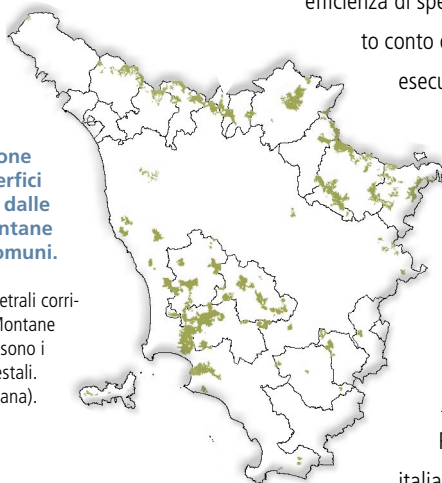 efficienza di spe
to conto d
esecu
one
erfici
dalle
ntane
omuni.
etrali corri-
Montane
sono i
estali.
ana).
italia